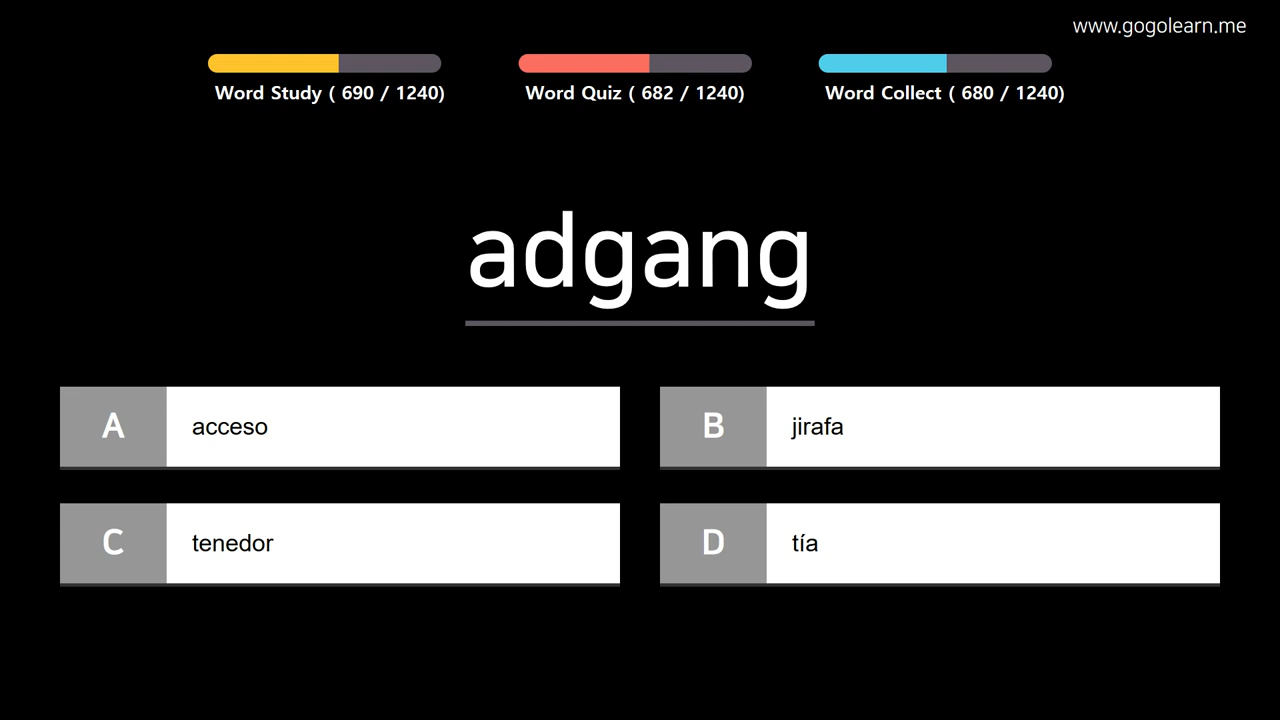 www.gogolearn.me
Word Study ( 690 / 1240)
Word Quiz ( 682 / 1240)
Word Collect ( 680 / 1240)
adgang
A acceso
B jirafa
C tenedor
D tía